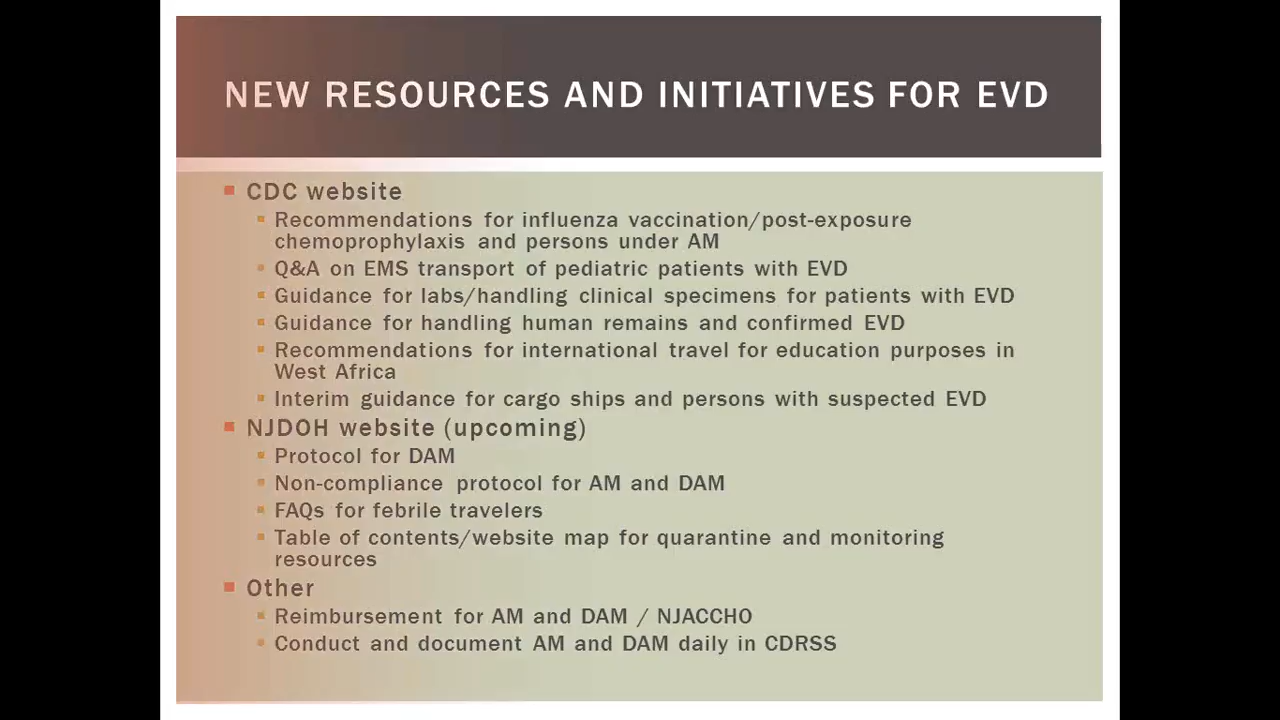 NEW RESOURCES AND INITIATIVES FOR EVD
CDC website
Recommendations for influenza vaccination/post-exposure
chemoprophylaxis and persons under AM
Q&A on EMS transport of pediatric patients with EVD
Guidance for labs/handling clinical specimens for patients with EVD
Guidance for handling human remains and confirmed EVD
Recommendations for international travel for education purposes in
West Africa
Interim guidance for cargo ships and persons with suspected EVD
NJDOH website (upcoming)
Protocol for DAM
Non-compliance protocol for AM and DAM
FAQs for febrile travelers
Table of contents/website map for quarantine and monitoring
resources
Other
Reimbursement for AM and DAM / NJACCHO
Conduct and document AM and DAM daily in CDRSS